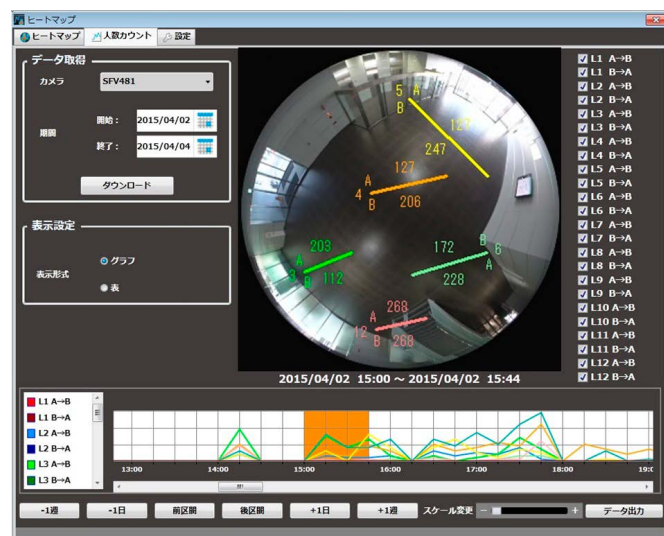 ヒートマップ
ヒートマップ 人数カウント 設定
データ取得
カメラ SFV481
期間
開始： 2015/04/02
終了： 2015/04/04
ダウンロード
表示設定
表示形式
グラフ
表
5 A
B
127
247
A 127
4 B 206
203
A
3 B 112
172 B 6
228 A
268
A
12 B 268
2015/04/02 15:00 ～ 2015/04/02 15:44
L1 A→B
L1 B→A
L2 A→B
L2 B→A
L3 A→B
L3 B→A
L4 A→B
L4 B→A
L5 A→B
L5 B→A
L6 A→B
L6 B→A
L7 A→B
L7 B→A
L8 A→B
L8 B→A
L9 A→B
L9 B→A
L10 A→B
L10 B→A
L11 A→B
L11 B→A
L12 A→B
L12 B→A
L1 A→B
L1 B→A
L2 A→B
L2 B→A
L3 A→B
L3 B→A
13:00 14:00 15:00 16:00 17:00 18:00
-1週 -1日 前区間 後区間 +1日 +1週 スケール変更 － ＋ データ出力